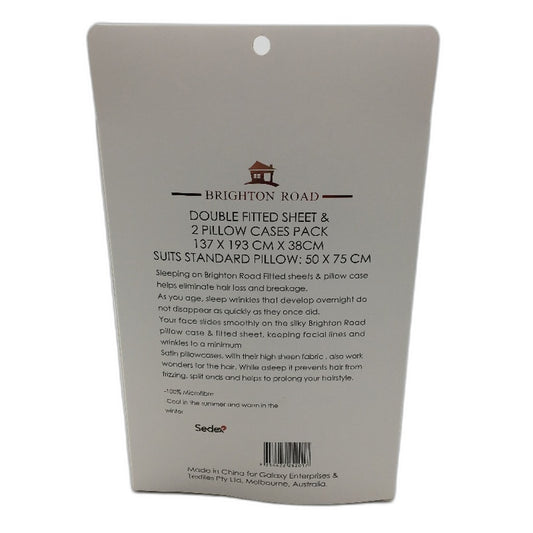 BRIGHTON ROAD
DOUBLE FITTED SHEET &
2 PILLOW CASES PACK
137 X 193 CM X 38CM
SUITS STANDARD PILLOW: 50 X 75 CM
Sleeping on Brighton Road Fitted sheets & pillow case
helps eliminate hair loss and breakage.
As you age, sleep wrinkles that develop overnight do
not disappear as quickly as they once did.
Your face slides smoothly on the silky Brighton Road
pillow case & fitted sheet, keeping facial lines and
wrinkles to a minimum
Satin pillowcases, with their high sheen fabric , also work
wonders for the hair. While asleep it prevents hair from
frizzing, split ends and helps to prolong your hairstyle.
-100% Microfibre
Cool in the summer and warm in the
winter
Sedex
Made in China for Galaxy Enterprises &
Textiles Pty Ltd, Melbourne, Australia.